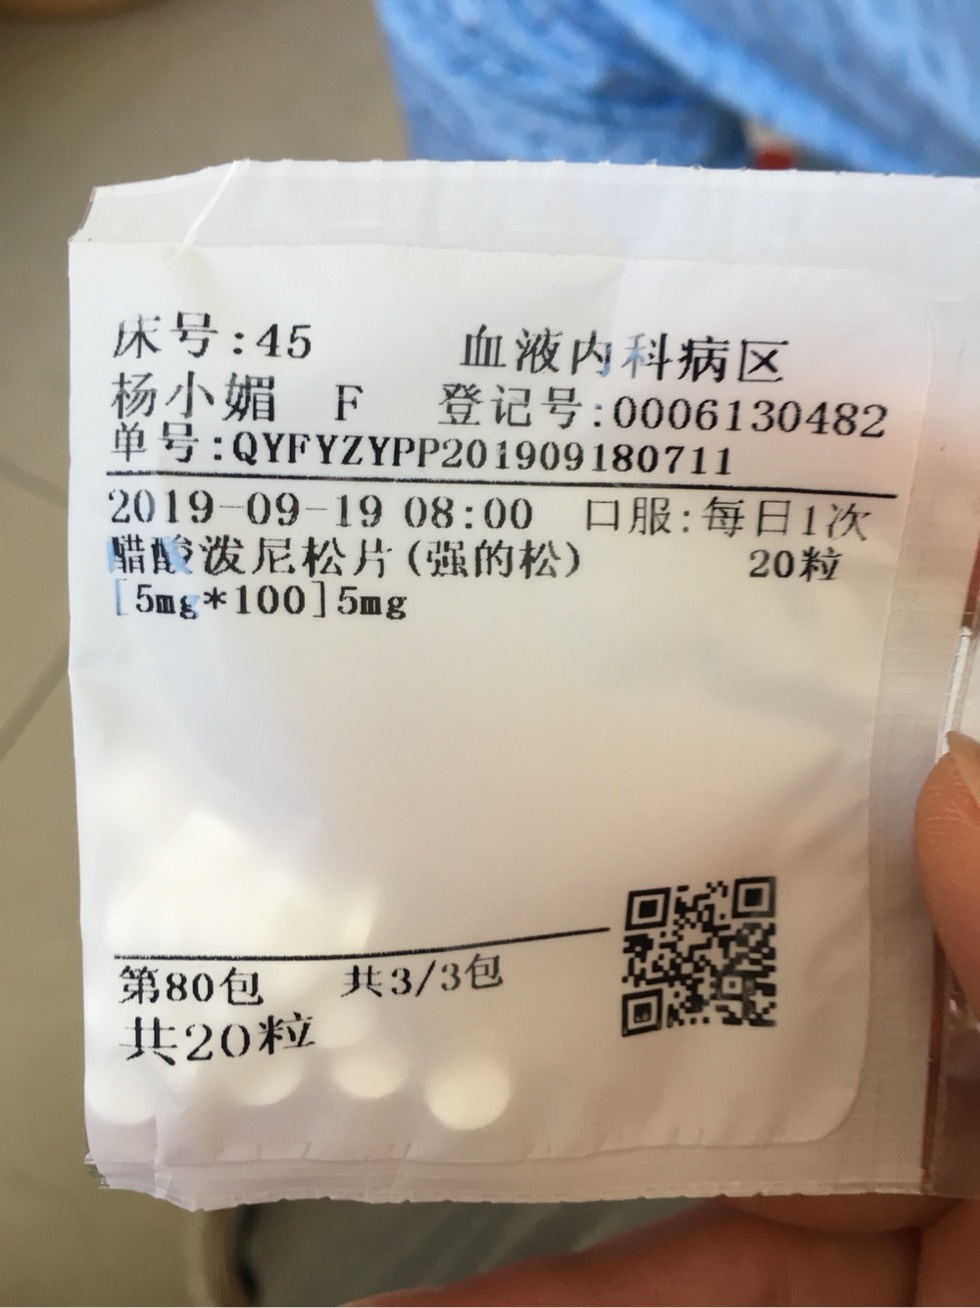 床号:45 血液内科病区
杨小媚 F 登记号:0006130482
单号:QYFYZYPP201909180711
2019-09-19 08:00 口服:每日1次
醋酸泼尼松片(强的松) 20粒
[5mg*100]5mg
第80包 共3/3包
共20粒